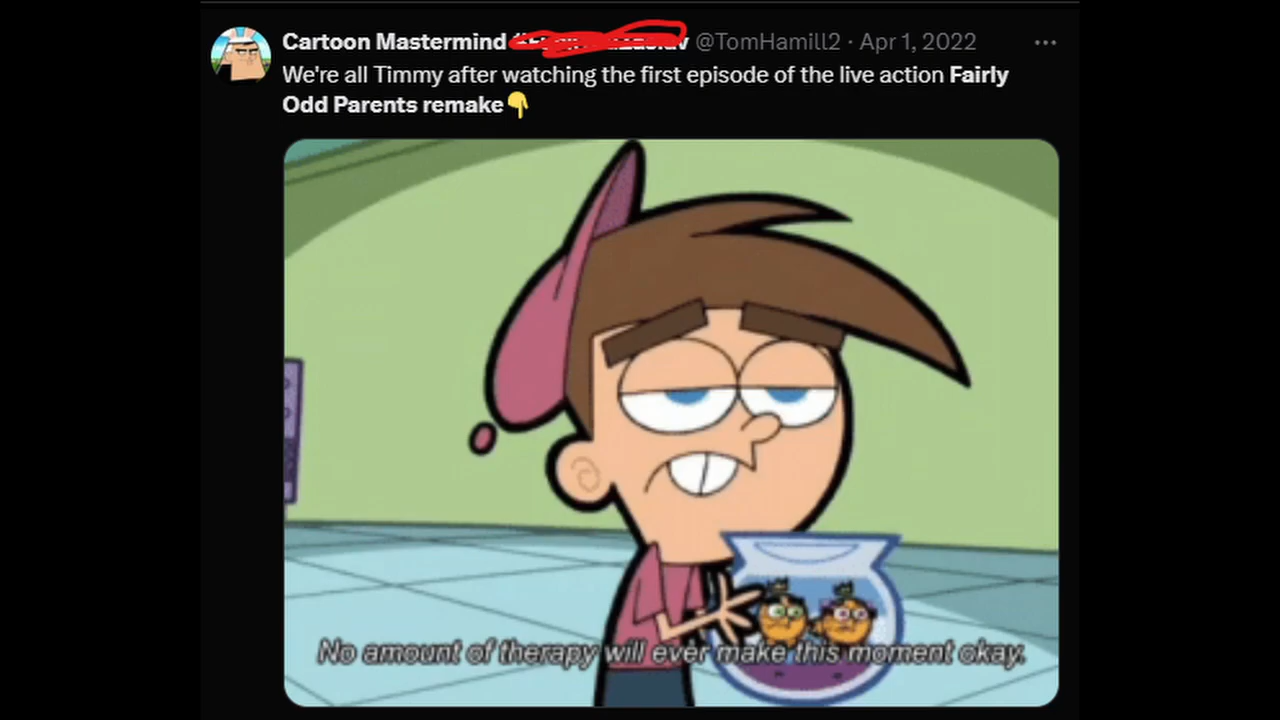 Cartoon Mastermind @TomHamill2 · Apr 1, 2022
We're all Timmy after watching the first episode of the live action Fairly
Odd Parents remake👇
No amount of therapy will ever make this moment okay.